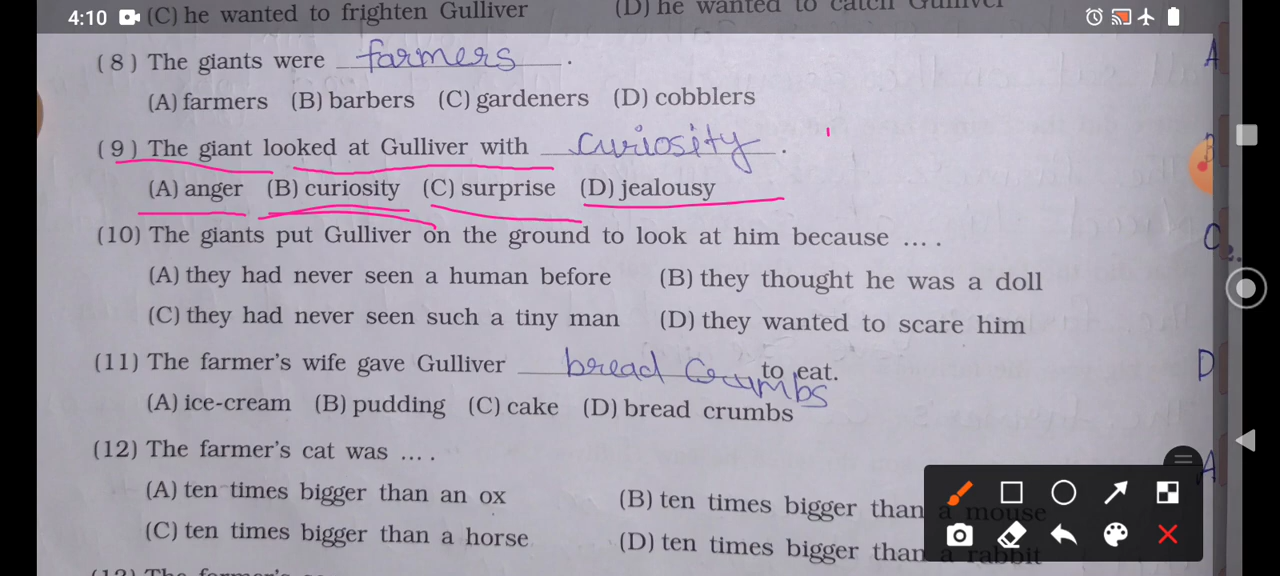 4:10
(C) he wanted to frighten Gulliver (D) he wanted to catch Gulliver
(8) The giants were farmers.
(A) farmers (B) barbers (C) gardeners (D) cobblers
(9) The giant looked at Gulliver with curiosity.
(A) anger (B) curiosity (C) surprise (D) jealousy
(10) The giants put Gulliver on the ground to look at him because ....
(A) they had never seen a human before (B) they thought he was a doll
(C) they had never seen such a tiny man (D) they wanted to scare him
(11) The farmer's wife gave Gulliver bread crumbs to eat.
(A) ice-cream (B) pudding (C) cake (D) bread crumbs
(12) The farmer's cat was ....
(A) ten times bigger than an ox (B) ten times bigger than a mouse
(C) ten times bigger than a horse (D) ten times bigger than a rabbit
A
B
C
D
A